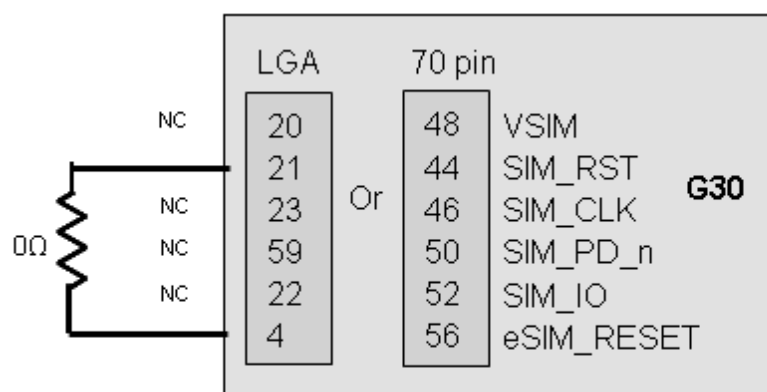 LGA 70 pin
NC 20 48 VSIM
21 44 SIM_RST
G30
NC 23 Or 46 SIM_CLK
0Ω NC 59 50 SIM_PD_n
NC 22 52 SIM_IO
4 56 eSIM_RESET